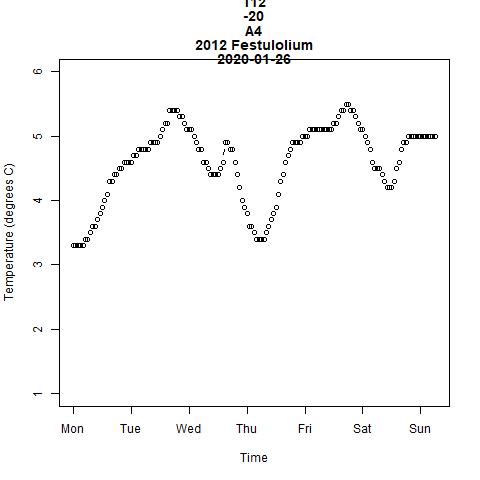 T12
-20
A4
2012 Festulolium
2020-01-26
6
5
4
3
2
1
Temperature (degrees C)
Mon Tue Wed Thu Fri Sat Sun
Time